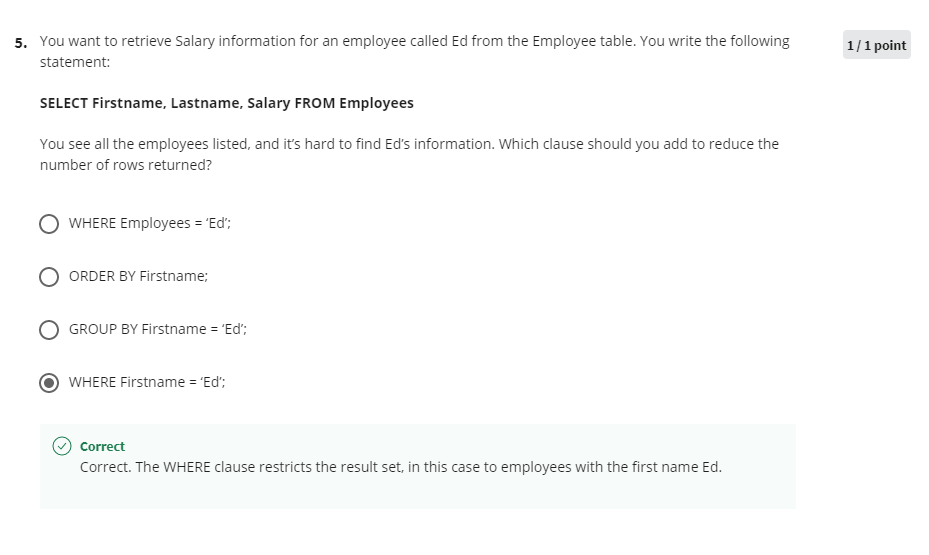 5. You want to retrieve Salary information for an employee called Ed from the Employee table. You write the following
1 / 1 point
statement:
SELECT Firstname, Lastname, Salary FROM Employees
You see all the employees listed, and it's hard to find Ed's information. Which clause should you add to reduce the
number of rows returned?
WHERE Employees = ‘Ed’;
ORDER BY Firstname;
GROUP BY Firstname = ‘Ed’;
WHERE Firstname = ‘Ed’;
Correct
Correct. The WHERE clause restricts the result set, in this case to employees with the first name Ed.